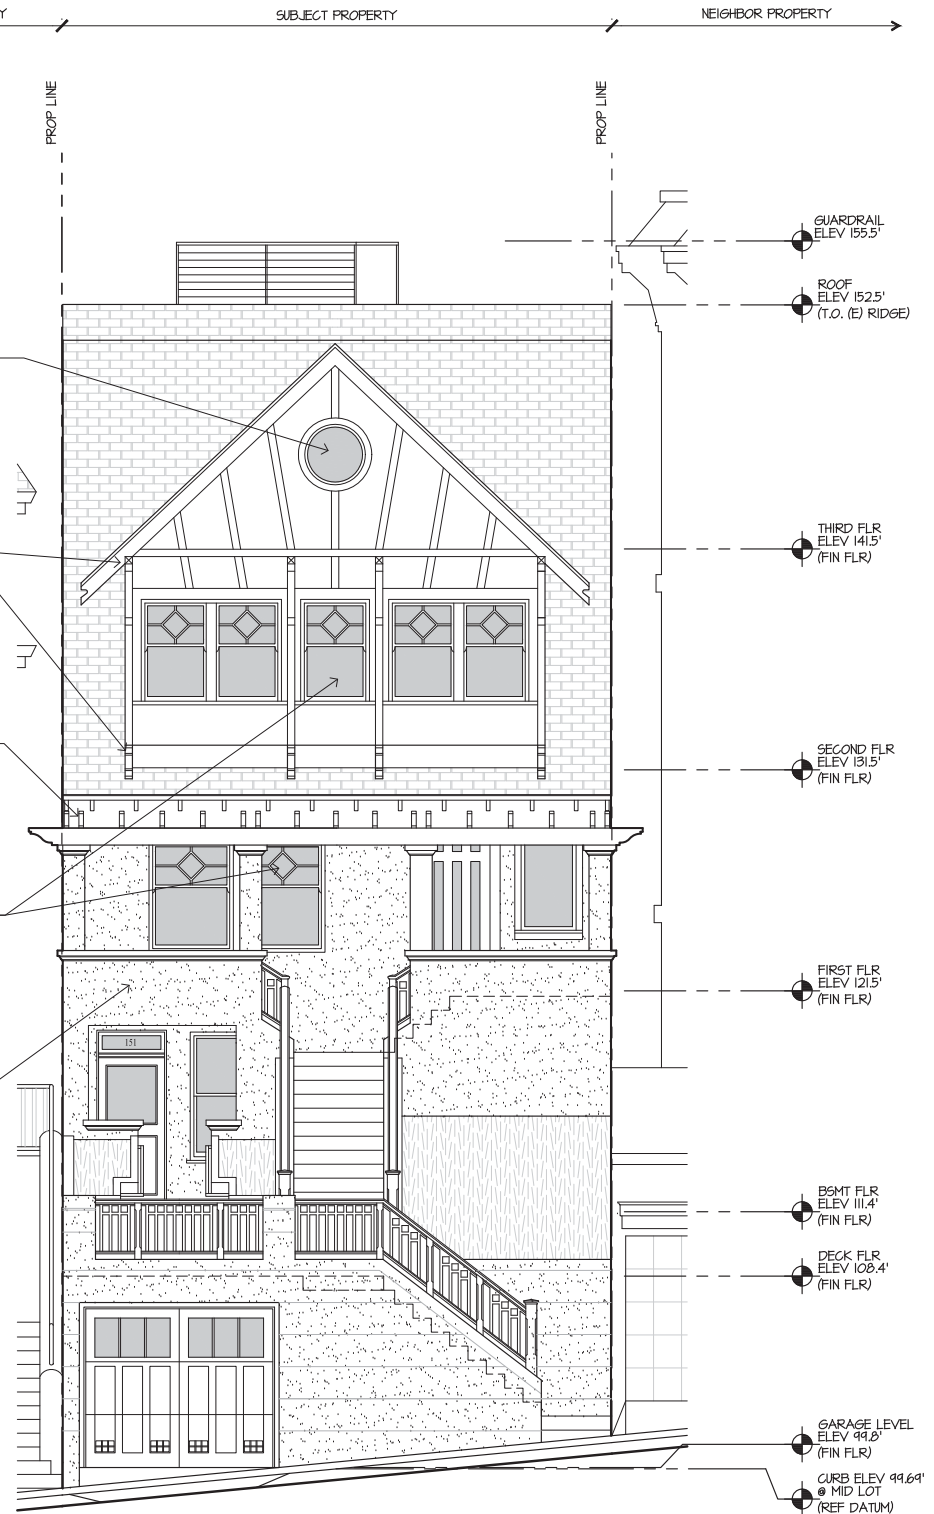 Y
SUBJECT PROPERTY
NEIGHBOR PROPERTY
PROP LINE
PROP LINE
GUARDRAIL
ELEV 155.5'
ROOF
ELEV 152.5'
(T.O. (E) RIDGE)
THIRD FLR
ELEV 141.5'
(FIN FLR)
SECOND FLR
ELEV 131.5'
(FIN FLR)
FIRST FLR
ELEV 121.5'
(FIN FLR)
151
BSMT FLR
ELEV 111.4'
(FIN FLR)
DECK FLR
ELEV 108.4'
(FIN FLR)
GARAGE LEVEL
ELEV 99.8'
(FIN FLR)
CURB ELEV 99.69'
@ MID LOT
(REF DATUM)